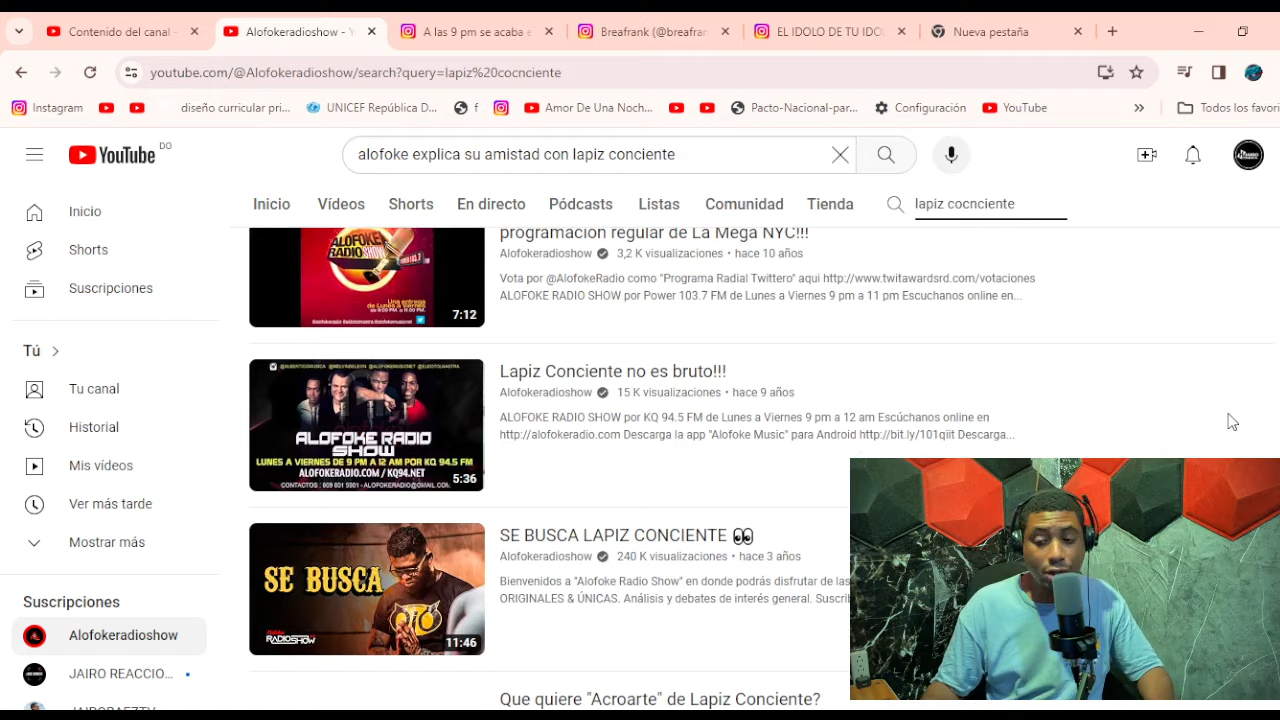 Contenido del canal -
Alofokeradioshow - Y
A las 9 pm se acaba e
Breafrank (@breafran
EL IDOLO DE TU IDO
Nueva pestaña
youtube.com/@Alofokeradioshow/search?query=lapiz%20cocnciente
Instagram
diseño curricular pri...
UNICEF República D...
f
Amor De Una Noch...
Pacto-Nacional-par...
Configuración
YouTube
»
Todos los favori
YouTube DO
alofoke explica su amistad con lapiz conciente
Inicio
Vídeos
Shorts
En directo
Pódcasts
Listas
Comunidad
Tienda
lapiz cocnciente
Inicio
Shorts
Suscripciones
Tú
Tu canal
Historial
Mis vídeos
Ver más tarde
Mostrar más
Suscripciones
Alofokeradioshow
JAIRO REACCIO...
programacion regular de La Mega NYC!!!
Alofokeradioshow 3,2 K visualizaciones • hace 10 años
Vota por @AlofokeRadio como "Programa Radial Twittero" aqui http://www.twitawardsrd.com/votaciones
ALOFOKE RADIO SHOW por Power 103.7 FM de Lunes a Viernes 9 pm a 11 pm Escuchanos online en...
ALOFOKE
RADIO SHOW
Una entrega
de LUNES a VIERNES
7:12
Lapiz Conciente no es bruto!!!
Alofokeradioshow 15 K visualizaciones • hace 9 años
ALOFOKE RADIO SHOW por KQ 94.5 FM de Lunes a Viernes 9 pm a 12 am Escúchanos online en
http://alofokeradio.com Descarga la app "Alofoke Music" para Android http://bit.ly/101qiit Descarga...
ALOFOKE RADIO
SHOW
LUNES A VIERNES DE 9 PM A 12 AM POR KQ 94.5 FM
ALOFOKERADIO.COM / KQ94.NET
5:36
SE BUSCA LAPIZ CONCIENTE 👀
Alofokeradioshow 240 K visualizaciones • hace 3 años
Bienvenidos a "Alofoke Radio Show" en donde podrás disfrutar de las
ORIGINALES & ÚNICAS. Análisis y debates de interés general. Suscrib
SE BUSCA
RADIOSHOW
11:46
Que quiere "Acroarte" de Lapiz Conciente?